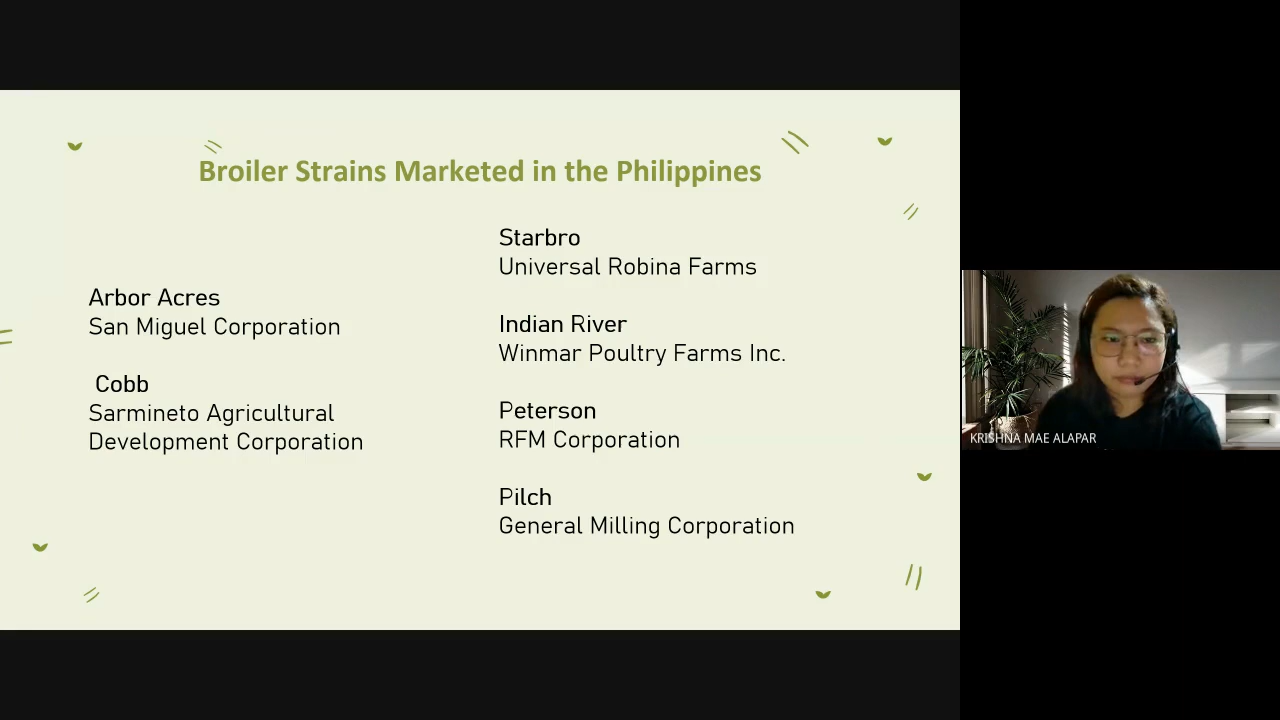 Broiler Strains Marketed in the Philippines
Arbor Acres
San Miguel Corporation
Cobb
Sarmineto Agricultural
Development Corporation
Starbro
Universal Robina Farms
Indian River
Winmar Poultry Farms Inc.
Peterson
RFM Corporation
Pilch
General Milling Corporation
KRISHNA MAE ALAPAR